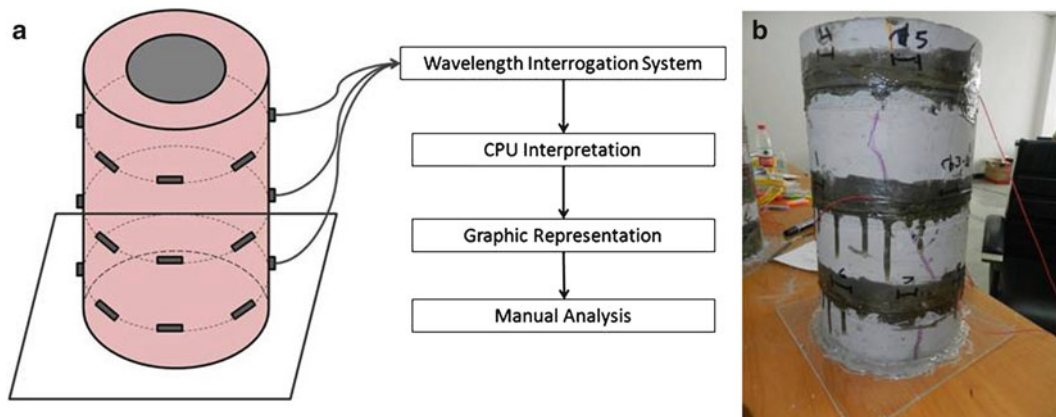 a
Wavelength Interrogation System
CPU Interpretation
Graphic Representation
Manual Analysis
b